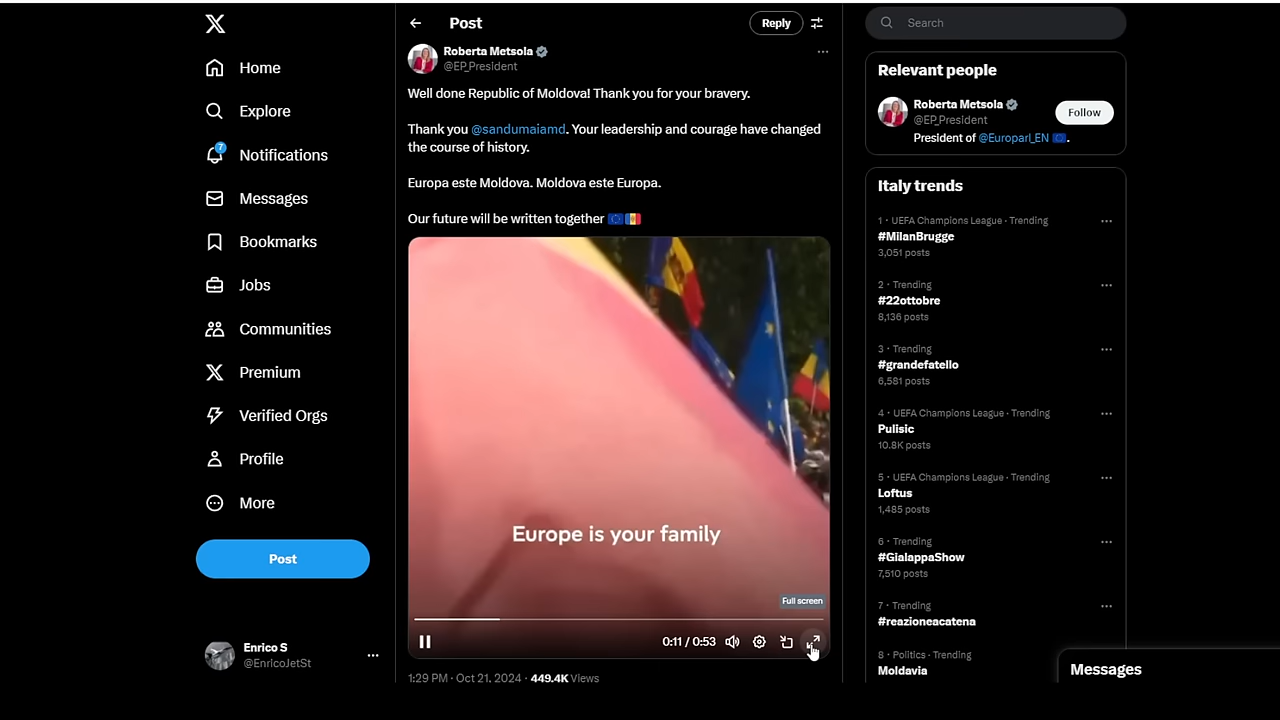 Home
Explore
7
Notifications
Messages
Bookmarks
Jobs
Communities
Premium
Verified Orgs
Profile
More
Post
Enrico S
@EnricoJetSt
Post
Reply
Roberta Metsola
@EP_President
Well done Republic of Moldova! Thank you for your bravery.
Thank you @sandumaiamd. Your leadership and courage have changed
the course of history.
Europa este Moldova. Moldova este Europa.
Our future will be written together
Europe is your family
Full screen
0:11 / 0:53
1:29 PM · Oct 21, 2024 · 449.4K Views
Search
Relevant people
Roberta Metsola
@EP_President
Follow
President of @Europarl_EN .
Italy trends
1 · UEFA Champions League · Trending
#MilanBrugge
3,051 posts
2 · Trending
#22ottobre
8,136 posts
3 · Trending
#grandefatello
6,581 posts
4 · UEFA Champions League · Trending
Pulisic
10.8K posts
5 · UEFA Champions League · Trending
Loftus
1,485 posts
6 · Trending
#GialappaShow
7,510 posts
7 · Trending
#reazioneacatena
8 · Politics · Trending
Moldavia
Messages